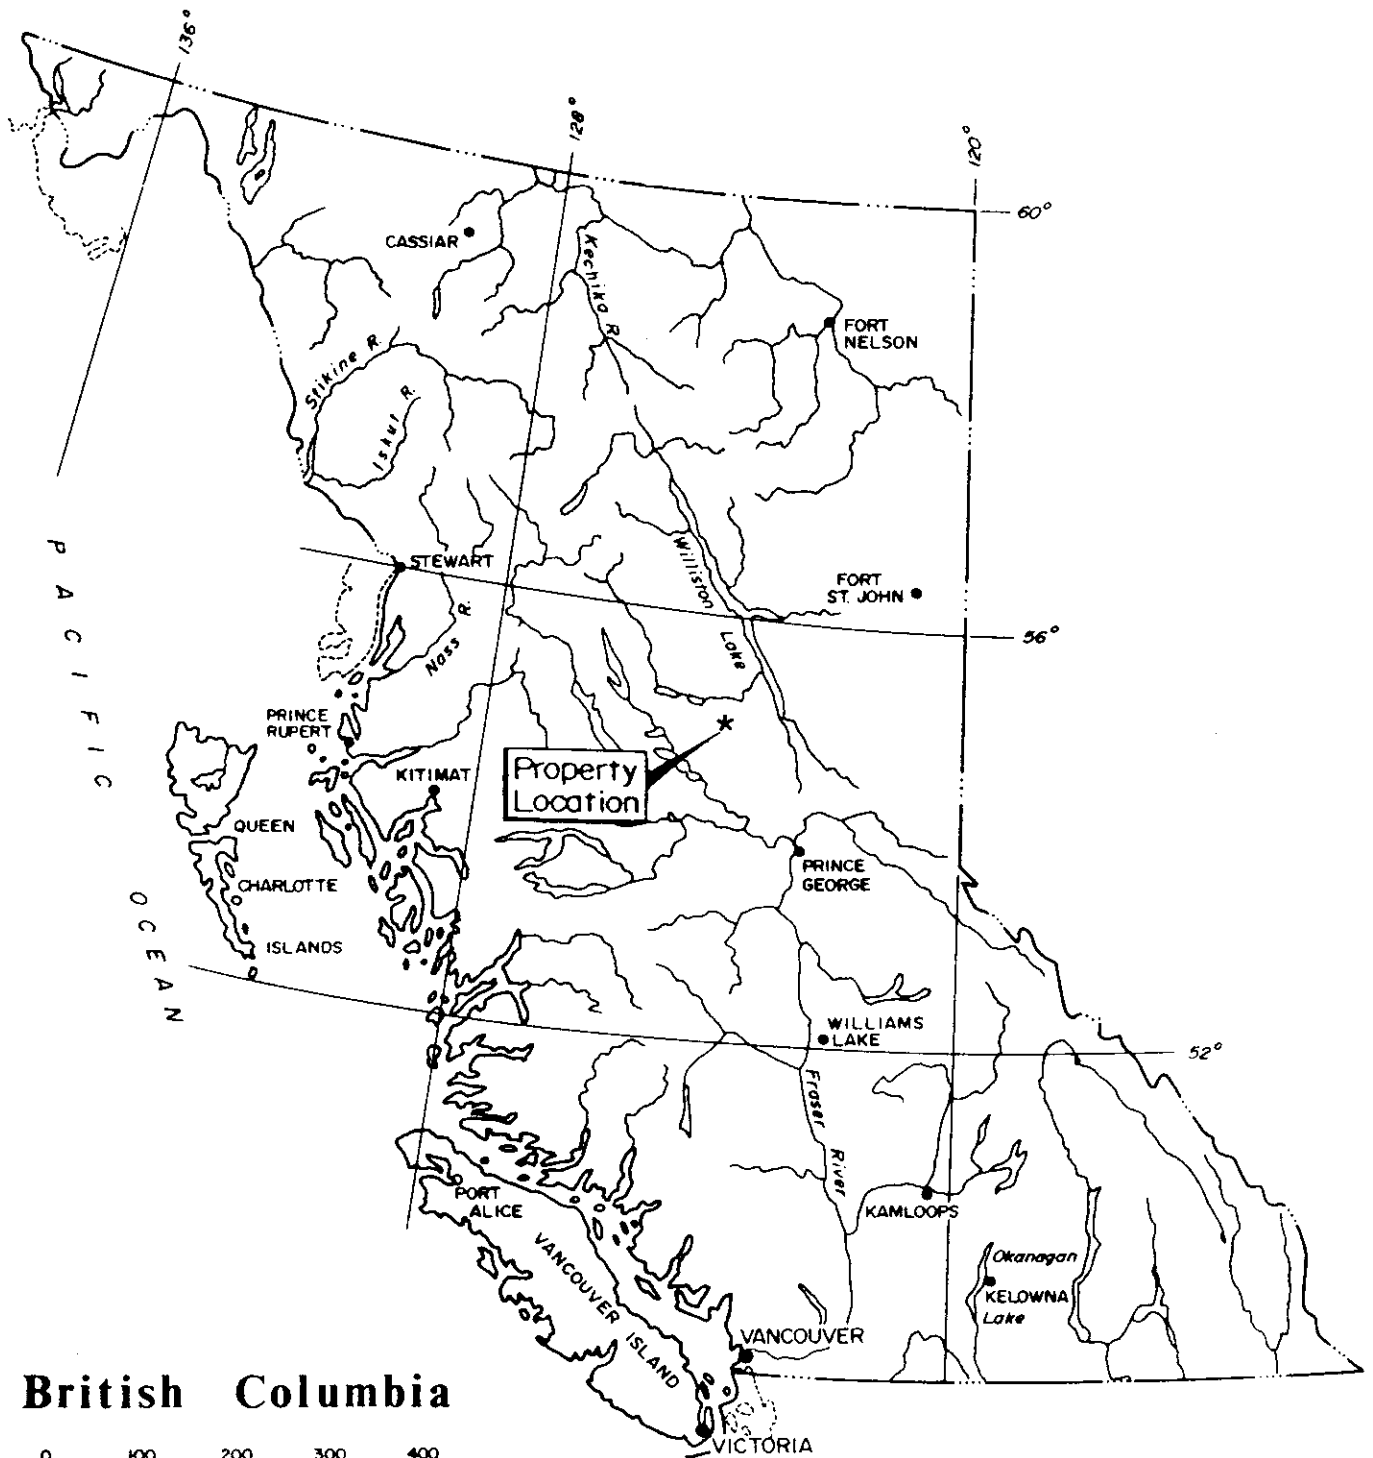 136°
128°
120°
60°
CASSIAR
Kechika R.
FORT
NELSON
Stikine R.
Iskut R.
STEWART
Williston
Lake
FORT
ST. JOHN
56°
Nass R.
PACIFIC
OCEAN
PRINCE
RUPERT
KITIMAT
Property
Location
QUEEN
CHARLOTTE
ISLANDS
PRINCE
GEORGE
WILLIAMS
LAKE
52°
Fraser River
PORT
ALICE
KAMLOOPS
VANCOUVER ISLAND
Okanagan
KELOWNA
Lake
VANCOUVER
British Columbia
VICTORIA
0 100 200 300 400